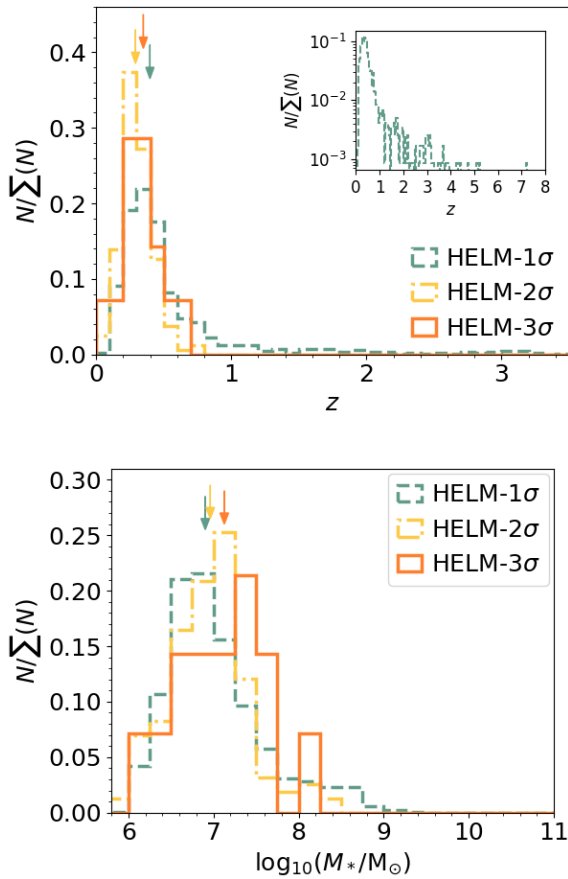 N/∑(N)
0.4
0.3
0.2
0.1
0.0
0
1
2
3
z
N/∑(N)
10⁻¹
10⁻²
10⁻³
0 1 2 3 4 5 6 7 8
z
HELM-1σ
HELM-2σ
HELM-3σ
N/∑(N)
0.30
0.25
0.20
0.15
0.10
0.05
0.00
6 7 8 9 10 11
log₁₀(M*/M⊙)
HELM-1σ
HELM-2σ
HELM-3σ